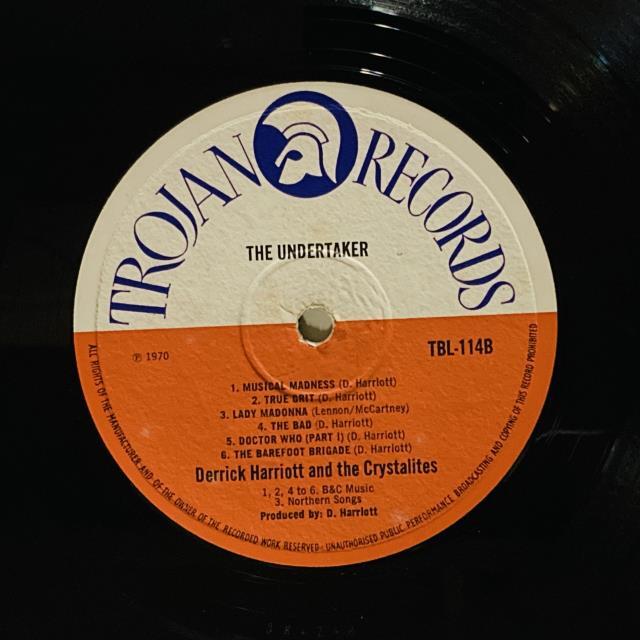 TROJAN RECORDS
THE UNDERTAKER
℗ 1970
TBL-114B
1. MUSICAL MADNESS (D. Harriott)
2. TRUE GRIT (D. Harriott)
3. LADY MADONNA (Lennon/McCartney)
4. THE BAD (D. Harriott)
5. DOCTOR WHO (PART I) (D. Harriott)
6. THE BAREFOOT BRIGADE (D. Harriott)
Derrick Harriott and the Crystalites
1, 2, 4 to 6. B&C Music
3. Northern Songs
Produced by: D. Harriott
ALL RIGHTS OF THE MANUFACTURER AND OF THE OWNER OF THE RECORDED WORK RESERVED · UNAUTHORISED PUBLIC PERFORMANCE BROADCASTING AND COPYING OF THIS RECORD PROHIBITED